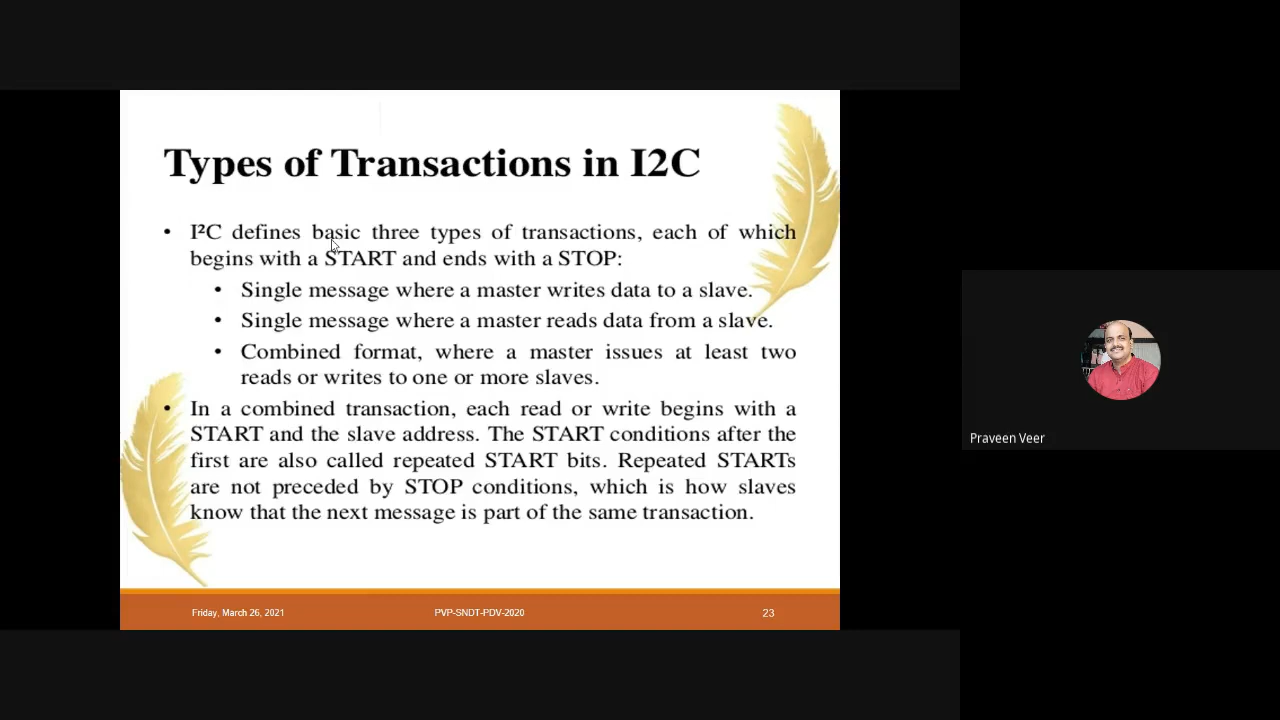 Types of Transactions in I2C
• I²C defines basic three types of transactions, each of which
begins with a START and ends with a STOP:
• Single message where a master writes data to a slave.
• Single message where a master reads data from a slave.
• Combined format, where a master issues at least two
reads or writes to one or more slaves.
• In a combined transaction, each read or write begins with a
START and the slave address. The START conditions after the
first are also called repeated START bits. Repeated STARTs
are not preceded by STOP conditions, which is how slaves
know that the next message is part of the same transaction.
Friday, March 26, 2021
PVP-SNDT-PDV-2020
23
Praveen Veer